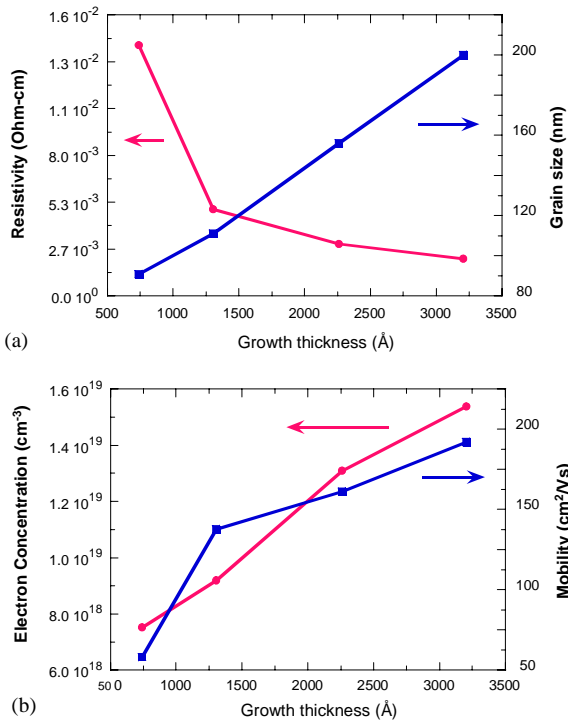 1.6 10⁻²
1.3 10⁻²
1.1 10⁻²
8.0 10⁻³
5.3 10⁻³
2.7 10⁻³
0.0 10⁰
Resistivity (Ohm-cm)
200
160
120
80
Grain size (nm)
500 1000 1500 2000 2500 3000 3500
Growth thickness (Å)
(a)
1.6 10¹⁹
1.4 10¹⁹
1.2 10¹⁹
1.0 10¹⁹
8.0 10¹⁸
6.0 10¹⁸
Electron Concentration (cm⁻³)
200
150
100
50
Mobility (cm²/Vs)
50 0 1000 1500 2000 2500 3000 3500
Growth thickness (Å)
(b)